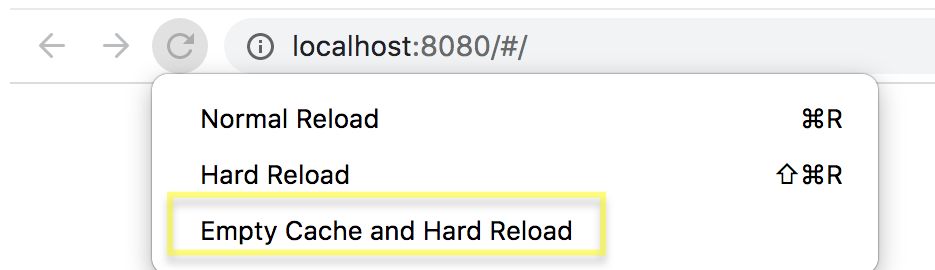 localhost:8080/#/
Normal Reload ⌘R
Hard Reload ⇧⌘R
Empty Cache and Hard Reload